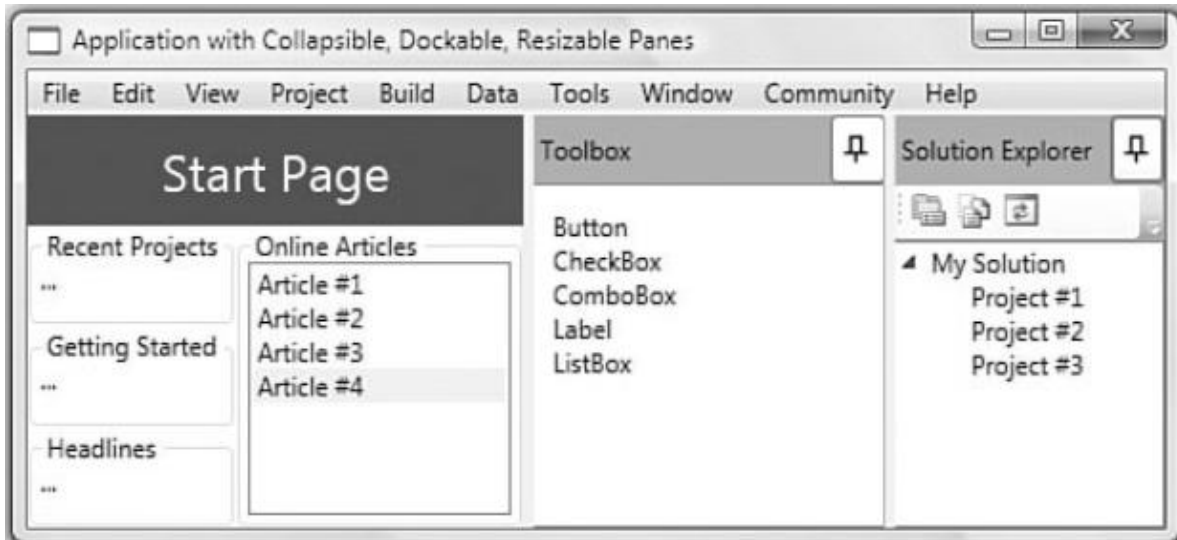 Application with Collapsible, Dockable, Resizable Panes
File Edit View Project Build Data Tools Window Community Help
Start Page
Recent Projects
...
Getting Started
...
Headlines
...
Online Articles
Article #1
Article #2
Article #3
Article #4
Toolbox
Button
CheckBox
ComboBox
Label
ListBox
Solution Explorer
My Solution
Project #1
Project #2
Project #3